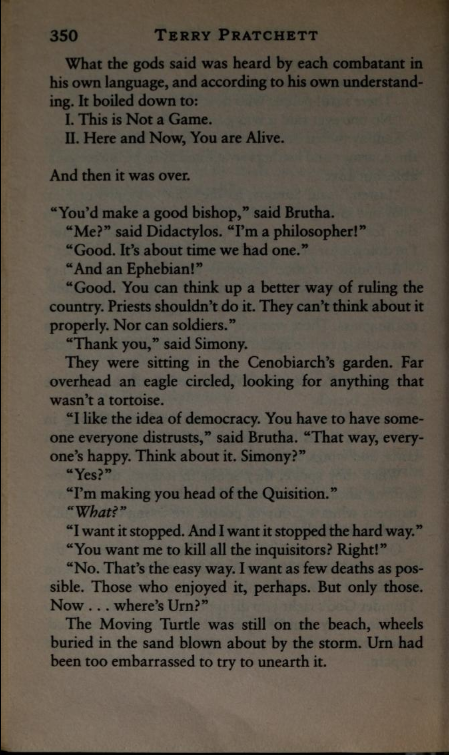 350 TERRY PRATCHETT
What the gods said was heard by each combatant in
his own language, and according to his own understand-
ing. It boiled down to:
I. This is Not a Game.
II. Here and Now, You are Alive.
And then it was over.
“You’d make a good bishop,” said Brutha.
“Me?” said Didactylos. “I’m a philosopher!”
“Good. It’s about time we had one.”
“And an Ephebian!”
“Good. You can think up a better way of ruling the
country. Priests shouldn’t do it. They can’t think about it
properly. Nor can soldiers.”
“Thank you,” said Simony.
They were sitting in the Cenobiarch’s garden. Far
overhead an eagle circled, looking for anything that
wasn’t a tortoise.
“I like the idea of democracy. You have to have some-
one everyone distrusts,” said Brutha. “That way, every-
one’s happy. Think about it. Simony?”
“Yes?”
“I’m making you head of the Quisition.”
“What?”
“I want it stopped. And I want it stopped the hard way.”
“You want me to kill all the inquisitors? Right!”
“No. That’s the easy way. I want as few deaths as pos-
sible. Those who enjoyed it, perhaps. But only those.
Now . . . where’s Urn?”
The Moving Turtle was still on the beach, wheels
buried in the sand blown about by the storm. Urn had
been too embarrassed to try to unearth it.